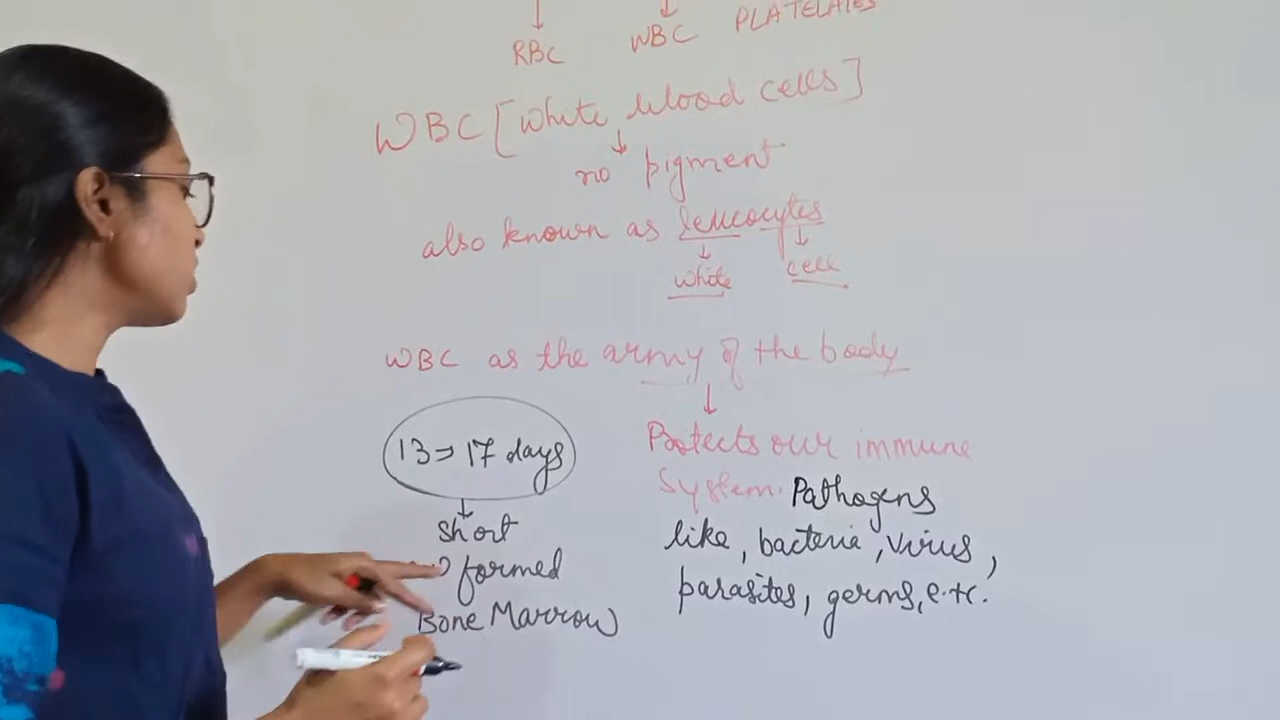 RBC WBC PLATELATES
WBC [White blood cells]
no pigment
also known as leucocytes
white cell
WBC as the army of the body
13 → 17 days
Short
formed
Bone Marrow
Protects our immune
System. Pathogens
like, bacteria, virus,
parasites, germs, e.t.c.